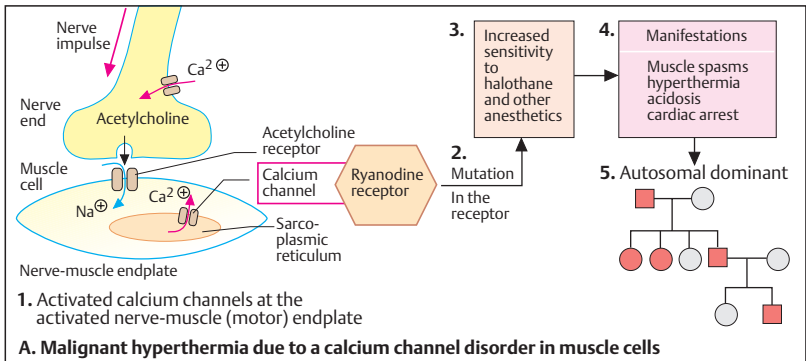 Nerve
impulse
Ca2 ⊕
Nerve
end
Acetylcholine
Acetylcholine
receptor
Muscle
cell
Na⊕
Ca2 ⊕
Calcium
channel
Sarco-
plasmic
reticulum
Nerve-muscle endplate
1. Activated calcium channels at the
activated nerve-muscle (motor) endplate
Ryanodine
receptor
2.
Mutation
In the
receptor
3.
Increased
sensitivity
to
halothane
and other
anesthetics
4.
Manifestations
Muscle spasms
hyperthermia
acidosis
cardiac arrest
5. Autosomal dominant
A. Malignant hyperthermia due to a calcium channel disorder in muscle cells